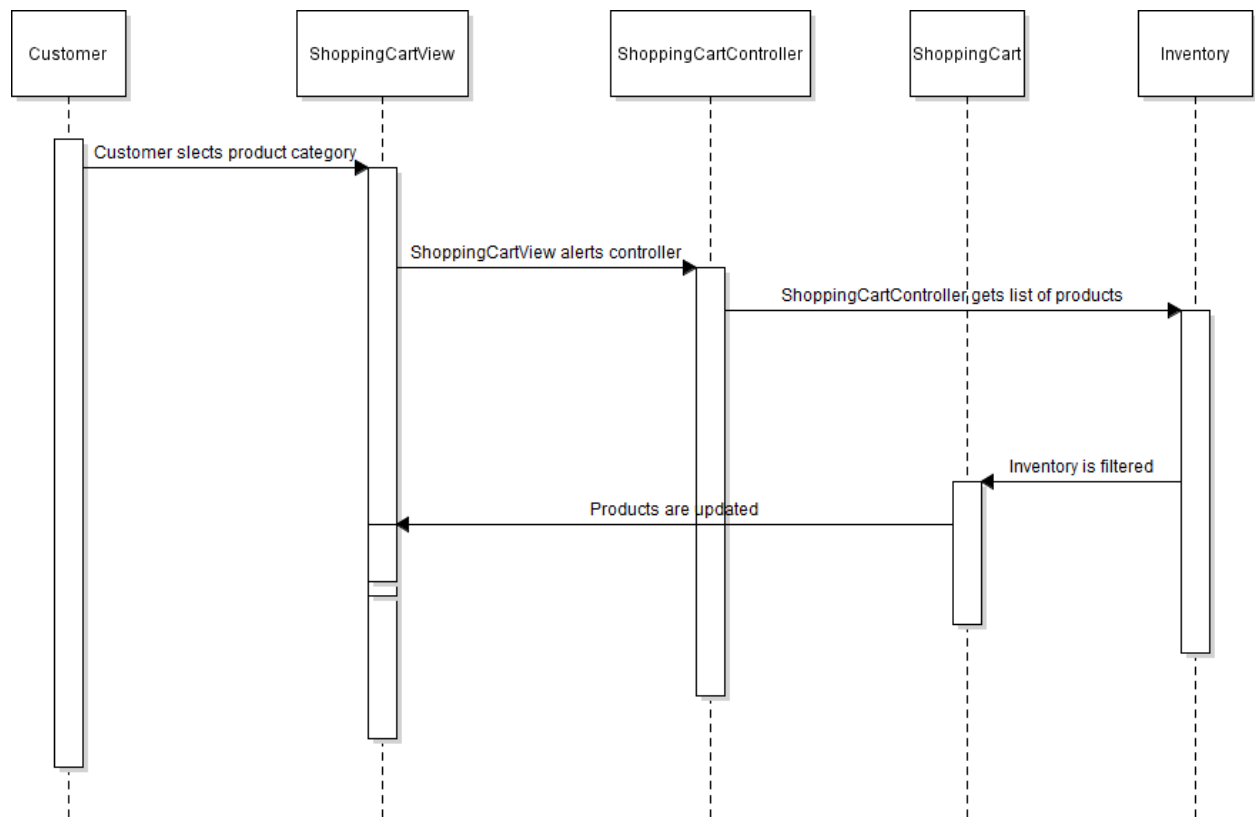 Customer
ShoppingCartView
ShoppingCartController
ShoppingCart
Inventory
Customer slects product category
ShoppingCartView alerts controller
ShoppingCartController gets list of products
Inventory is filtered
Products are updated